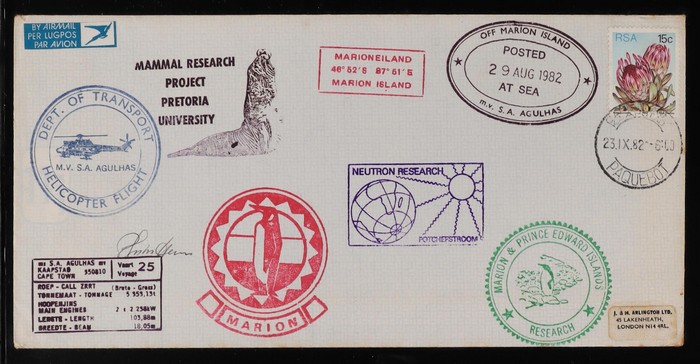 BY AIRMAIL
PER LUGPOS
PAR AVION
MAMMAL RESEARCH
PROJECT
PRETORIA
UNIVERSITY
MARIONEILAND
46°52'S 37°51'E
MARION ISLAND
OFF MARION ISLAND
POSTED
29 AUG 1982
AT SEA
m.v. S.A. AGULHAS
RSA 15c
23.IX.82
PAQUEBOT
DEPT. OF TRANSPORT
M.V. S.A. AGULHAS
HELICOPTER FLIGHT
NEUTRON RESEARCH
POTCHEFSTROOM
MARION
MARION & PRINCE EDWARD ISLANDS
RESEARCH
S.A. AGULHAS
KAAPSTAD
CAPE TOWN 350810
Vaart
Voyage 25
ROEP - CALL ZRRT (Bruto - Gross)
TONNEMAAT - TONNAGE 5 353,13t
HOOFENJINS
MAIN ENGINES 2 x 2 238kW
LENGTE - LENGTH 105,88m
BREEDTE - BEAM 18,05m
F. & H. ARLINGTON LTD.
45 LAKENHEATH,
LONDON N14 4RL.